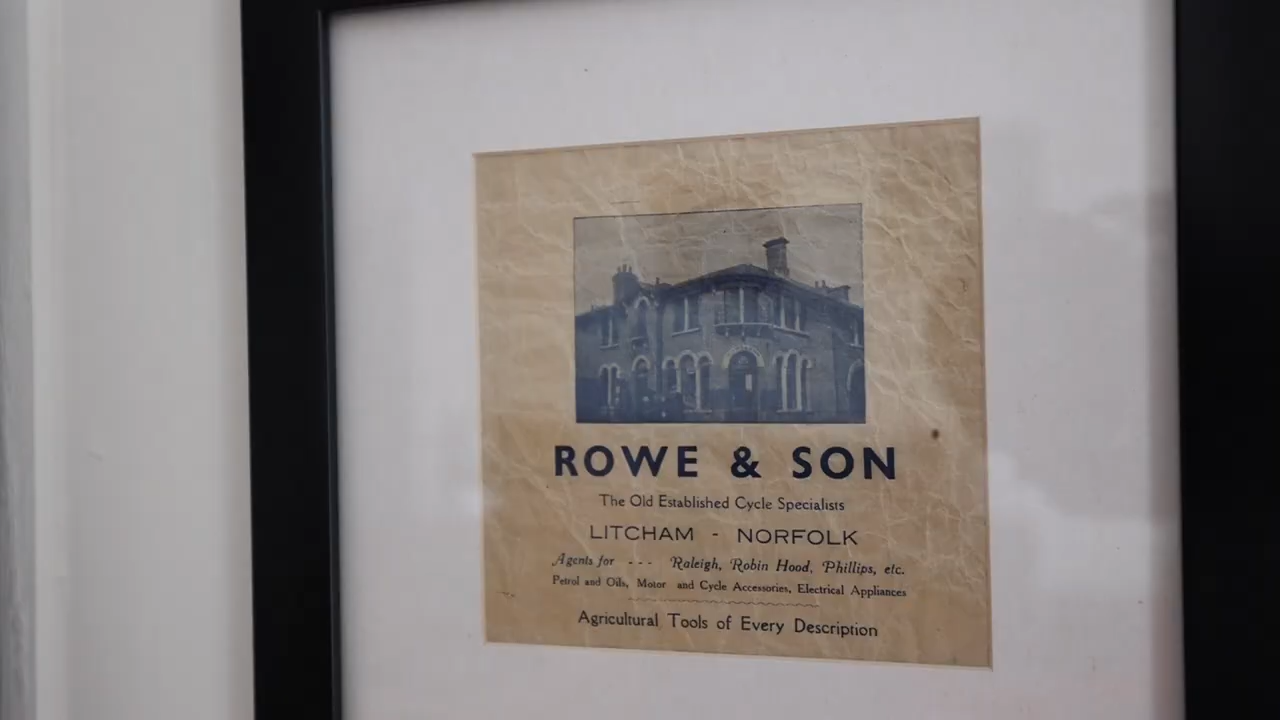 ROWE & SON
The Old Established Cycle Specialists
LITCHAM - NORFOLK
Agents for - - - Raleigh, Robin Hood, Phillips, etc.
Petrol and Oils, Motor and Cycle Accessories, Electrical Appliances
Agricultural Tools of Every Description